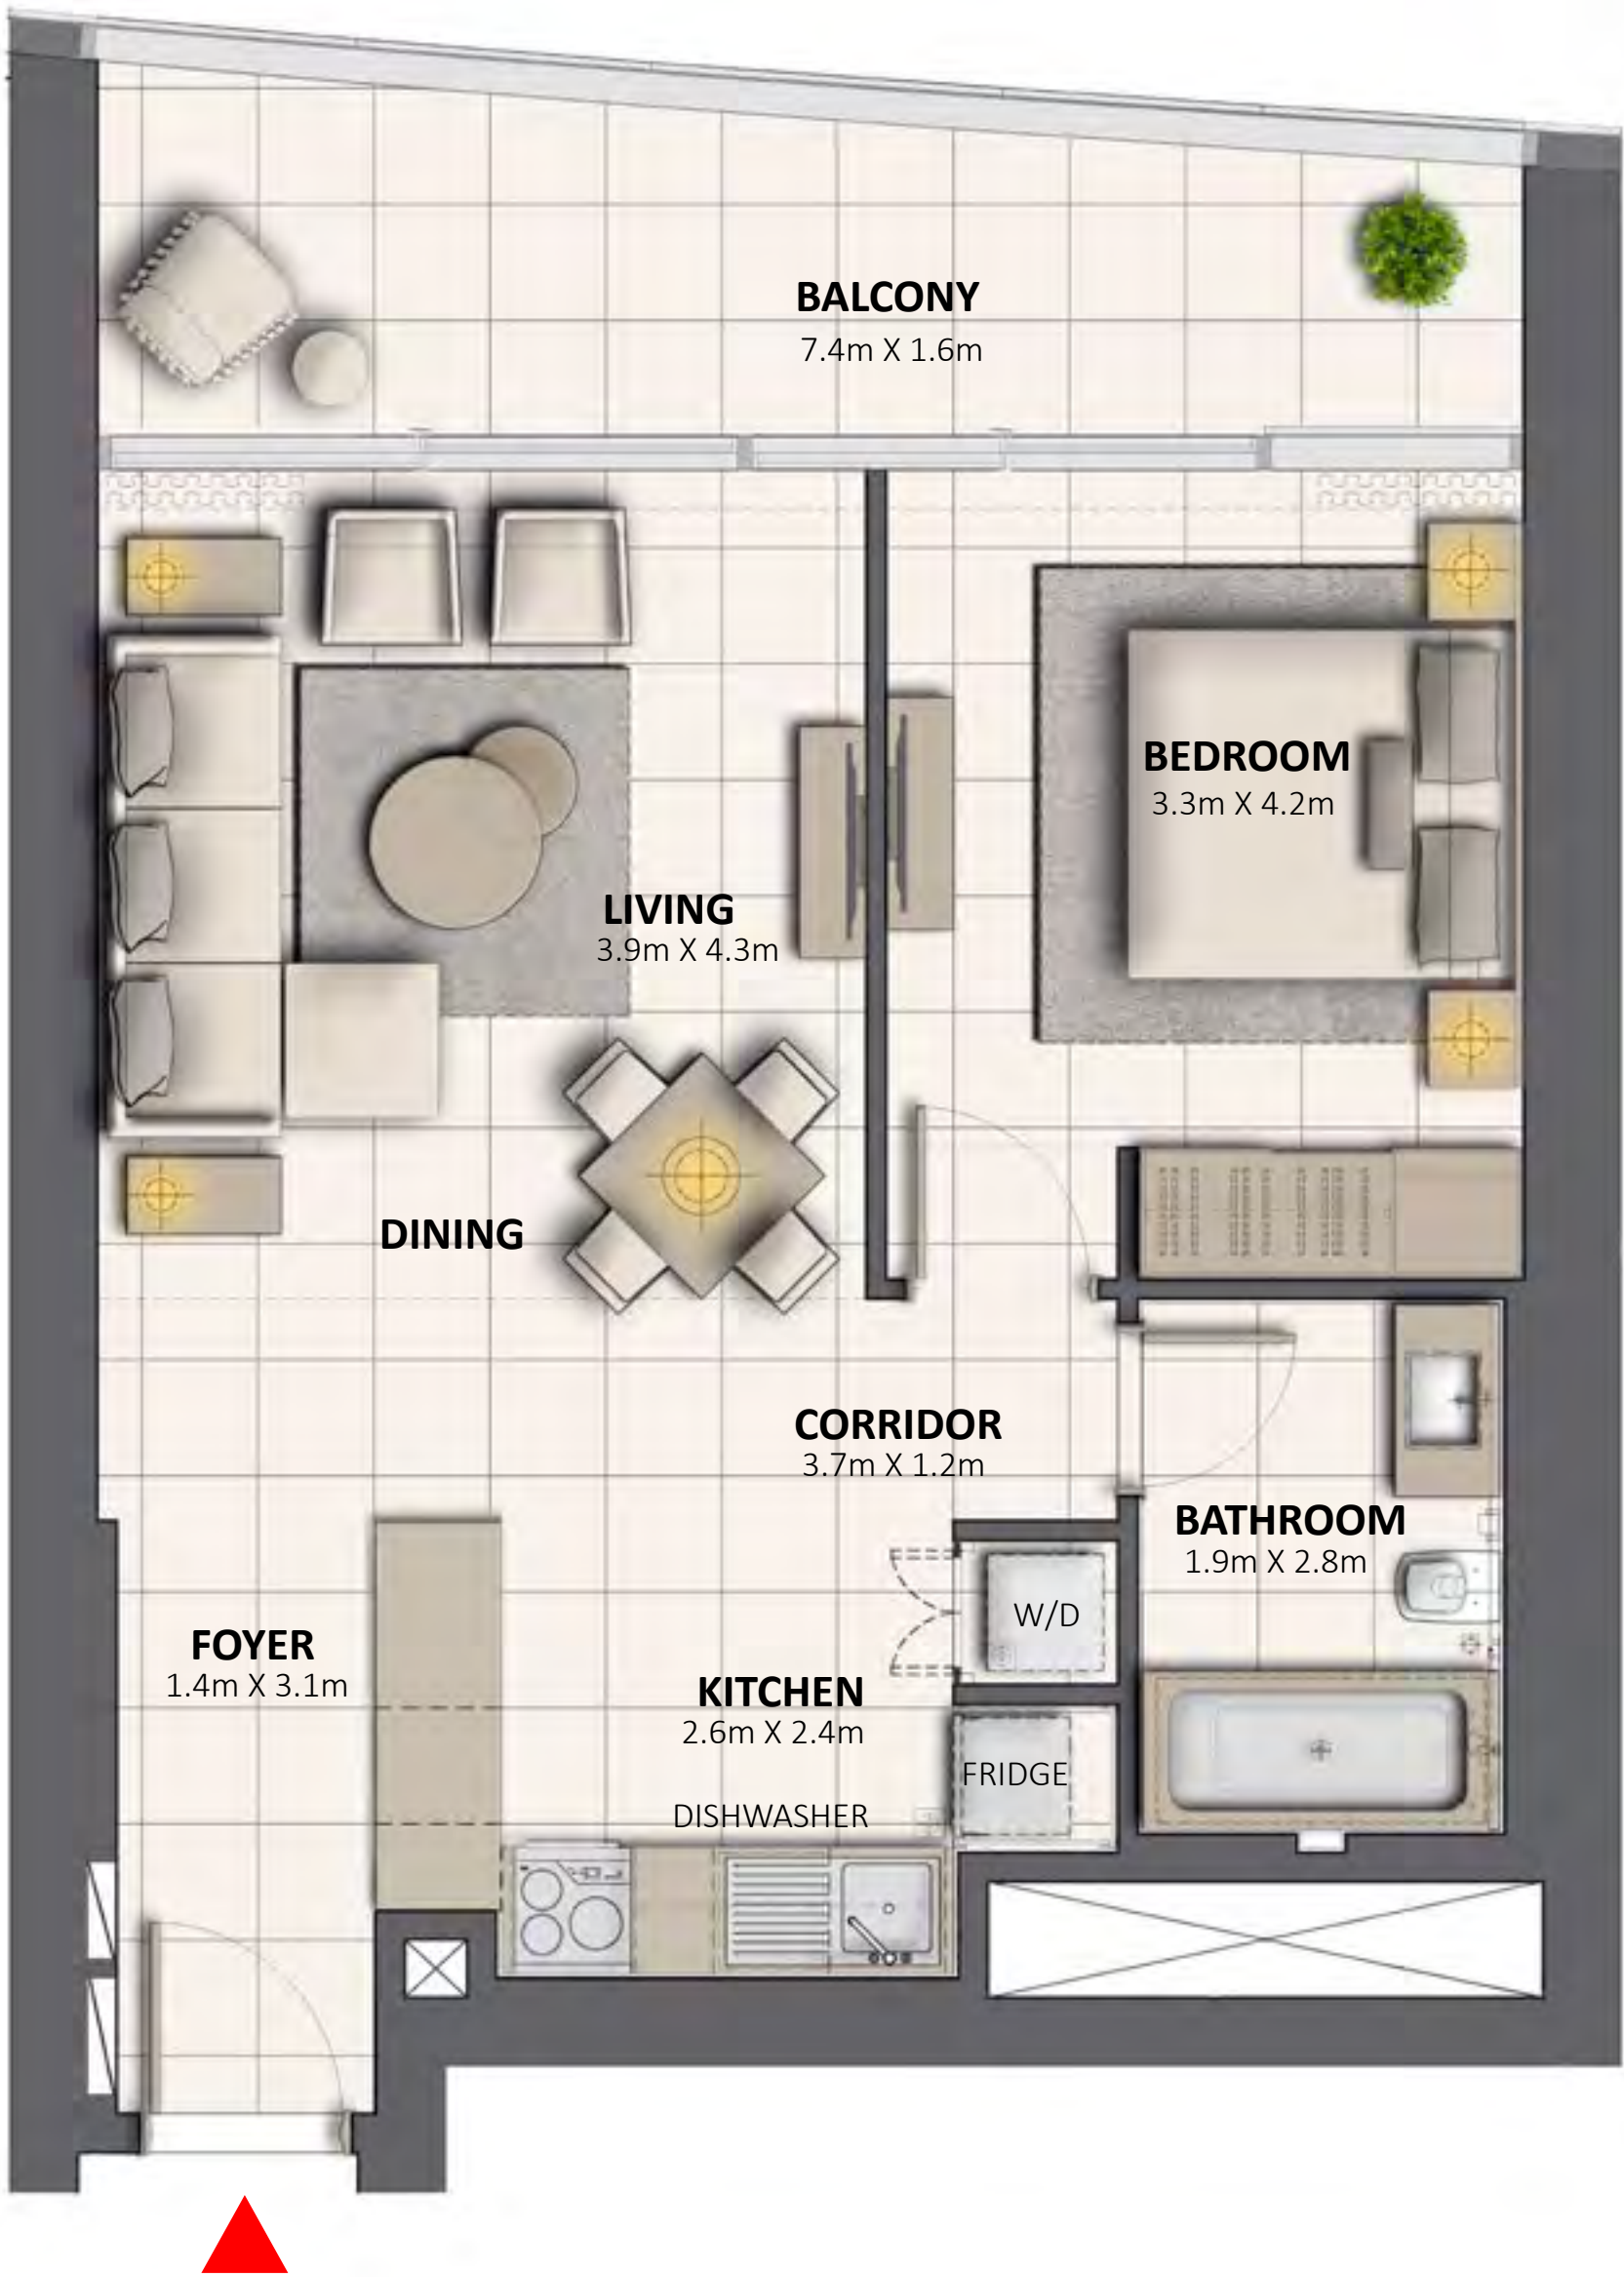 BALCONY
7.4m X 1.6m
BEDROOM
3.3m X 4.2m
LIVING
3.9m X 4.3m
DINING
CORRIDOR
3.7m X 1.2m
BATHROOM
1.9m X 2.8m
W/D
FOYER
1.4m X 3.1m
KITCHEN
2.6m X 2.4m
FRIDGE
DISHWASHER